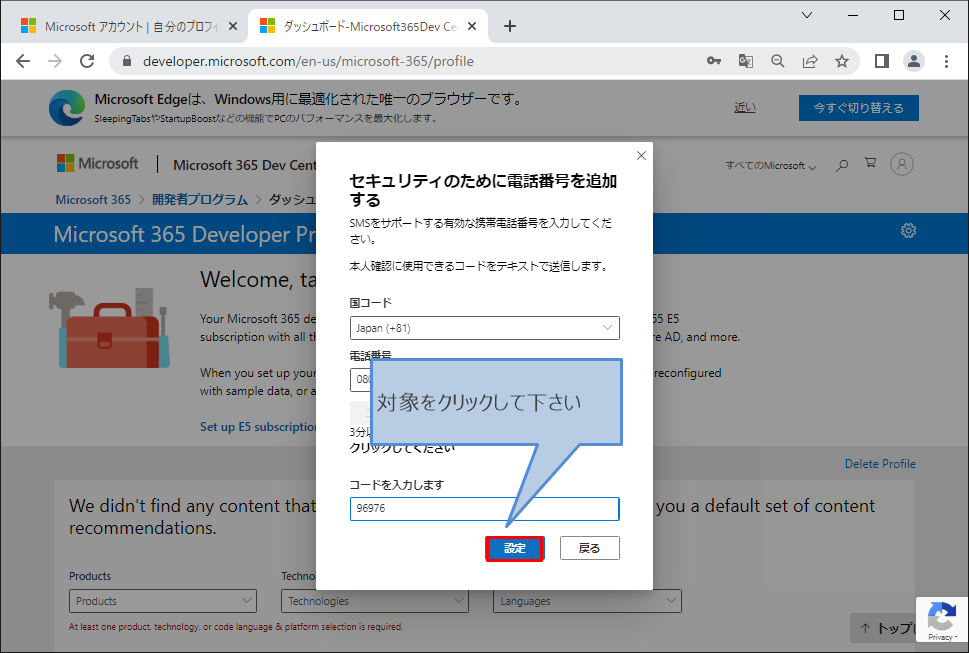 Microsoft アカウント | 自分のプロフィ
ダッシュボード-Microsoft365Dev Ce
developer.microsoft.com/en-us/microsoft-365/profile
Microsoft Edgeは、Windows用に最適化された唯一のブラウザーです。
SleepingTabsやStartupBoostなどの機能でPCのパフォーマンスを最大化します。
近い
今すぐ切り替える
Microsoft
Microsoft 365 Dev Cent
すべてのMicrosoft
Microsoft 365 > 開発者プログラム > ダッシュ
Microsoft 365 Developer Pr
Welcome, ta
Your Microsoft 365 de
65 E5
subscription with all th
re AD, and more.
When you set up your
reconfigured
with sample data, or a
Set up E5 subscription
セキュリティのために電話番号を追加
する
SMSをサポートする有効な携帯電話番号を入力してくだ
さい。
本人確認に使用できるコードをテキストで送信します。
国コード
Japan (+81)
電話番号
080
対象をクリックして下さい
3分以
クリックしてください
コードを入力します
96976
設定
戻る
Delete Profile
We didn't find any content that
you a default set of content
recommendations.
Products
Techno
Products
Technologies
Languages
At least one product, technology, or code language & platform selection is required.
トップに
Privacy -